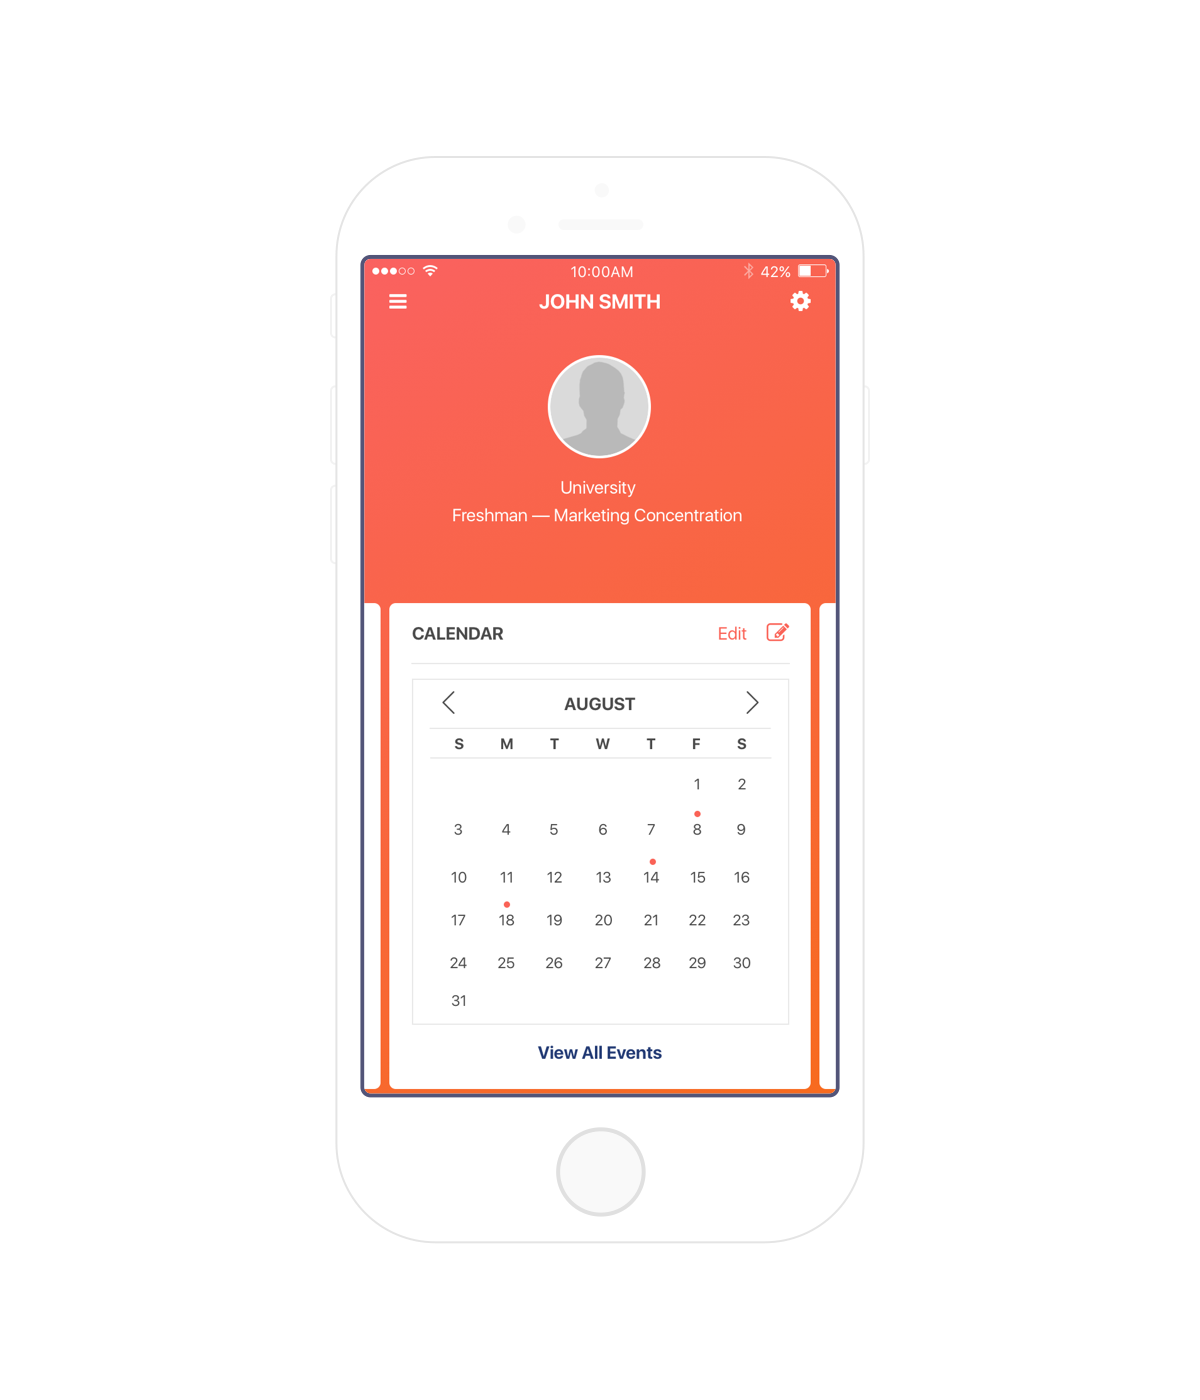 10:00AM 42%
JOHN SMITH
University
Freshman — Marketing Concentration
CALENDAR Edit
AUGUST
S M T W T F S
1 2
3 4 5 6 7 8 9
10 11 12 13 14 15 16
17 18 19 20 21 22 23
24 25 26 27 28 29 30
31
View All Events